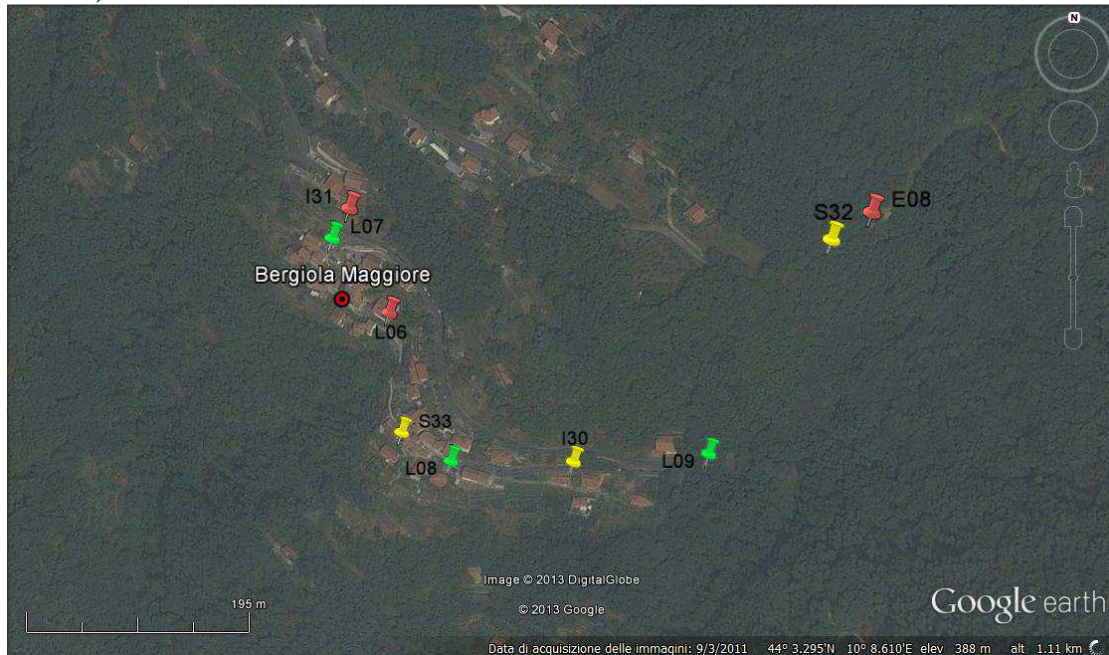 N
I31
L07
E08
S32
Bergiola Maggiore
L06
S33
I30
L08
L09
Image © 2013 DigitalGlobe
© 2013 Google
Google earth
195 m
Data di acquisizione delle immagini: 9/3/2011 44° 3.295'N 10° 8.610'E elev 388 m alt 1.11 km